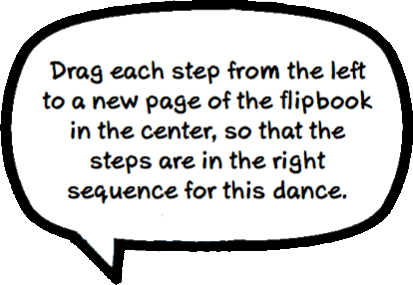 Drag each step from the left
to a new page of the flipbook
in the center, so that the
steps are in the right
sequence for this dance.